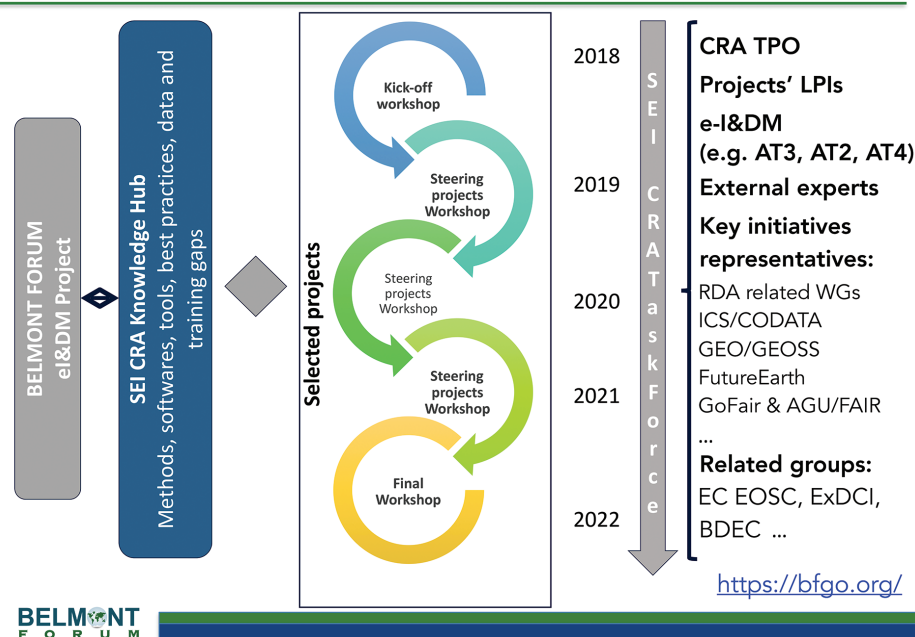 BELMONT FORUM
eI&DM Project
SEI CRA Knowledge Hub
Methods, softwares, tools, best practices, data and
training gaps
Selected projects
Kick-off
workshop
Steering
projects
Workshop
Steering
projects
Workshop
Steering
projects
Workshop
Final
Workshop
2018
2019
2020
2021
2022
SEI CRA Task Force
CRA TPO
Projects' LPIs
e-I&DM
(e.g. AT3, AT2, AT4)
External experts
Key initiatives
representatives:
RDA related WGs
ICS/CODATA
GEO/GEOSS
FutureEarth
GoFair & AGU/FAIR
...
Related groups:
EC EOSC, ExDCI,
BDEC ...
https://bfgo.org/
BELMONT
FORUM